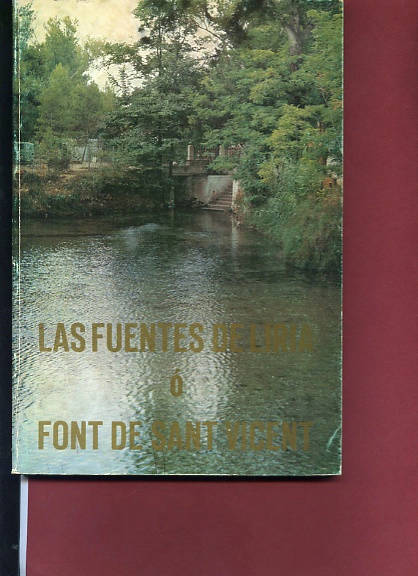 LAS FUENTES DE LIRIA
ó
FONT DE SANT VICENT